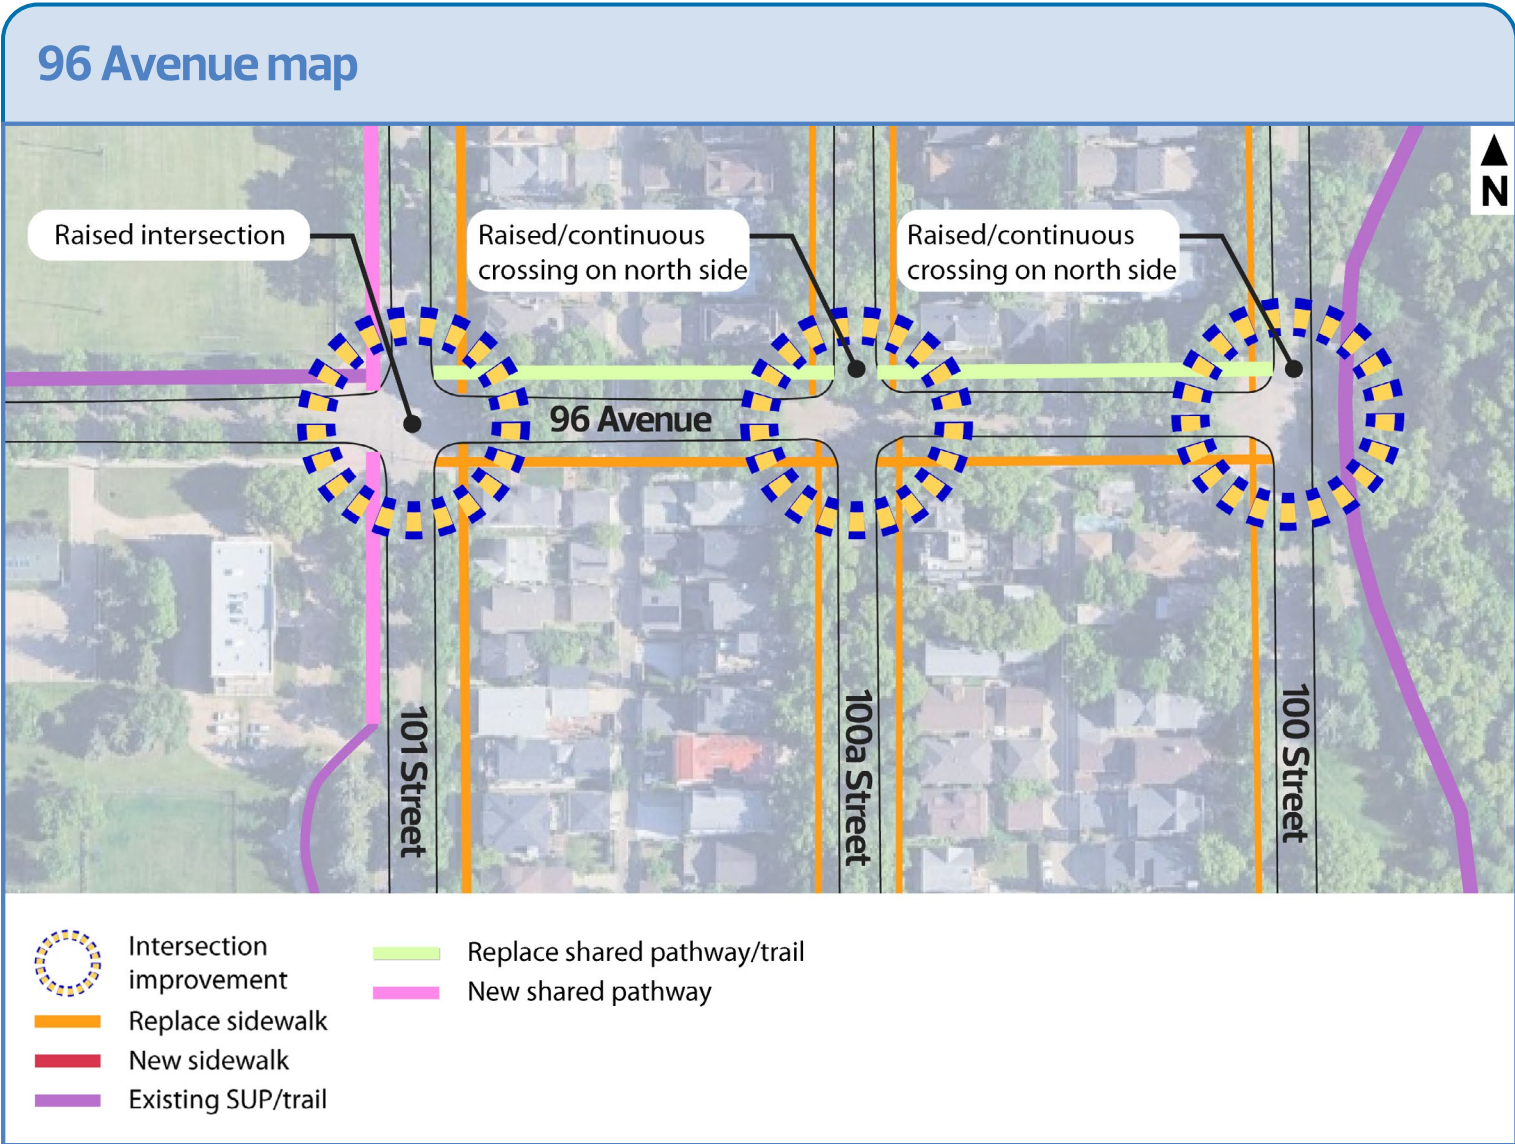 96 Avenue map
N
Raised intersection
Raised/continuous
crossing on north side
Raised/continuous
crossing on north side
96 Avenue
101 Street
100a Street
100 Street
Intersection
improvement
Replace sidewalk
New sidewalk
Existing SUP/trail
Replace shared pathway/trail
New shared pathway